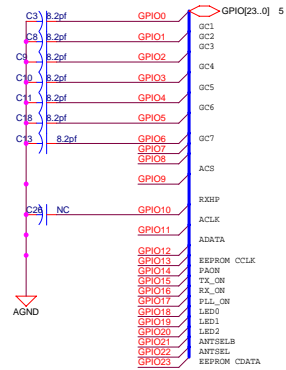 GPIO[23..0] 5
C3 8.2pf GPIO0
GC1
C8 8.2pf GPIO1 GC2
GC3
C9 8.2pf GPIO2
GC4
C10 8.2pf GPIO3
GC5
C11 8.2pf GPIO4
GC6
C18 8.2pf GPIO5
C13 8.2pf GPIO6 GC7
GPIO7
GPIO8
ACS
GPIO9
RXHP
C26 NC GPIO10
ACLK
GPIO11
ADATA
GPIO12
GPIO13 EEPROM CCLK
GPIO14 PAON
GPIO15 TX_ON
GPIO16 RX_ON
GPIO17 PLL_ON
GPIO18 LED0
GPIO19 LED1
GPIO20 LED2
GPIO21 ANTSELB
GPIO22 ANTSEL
GPIO23 EEPROM CDATA
AGND